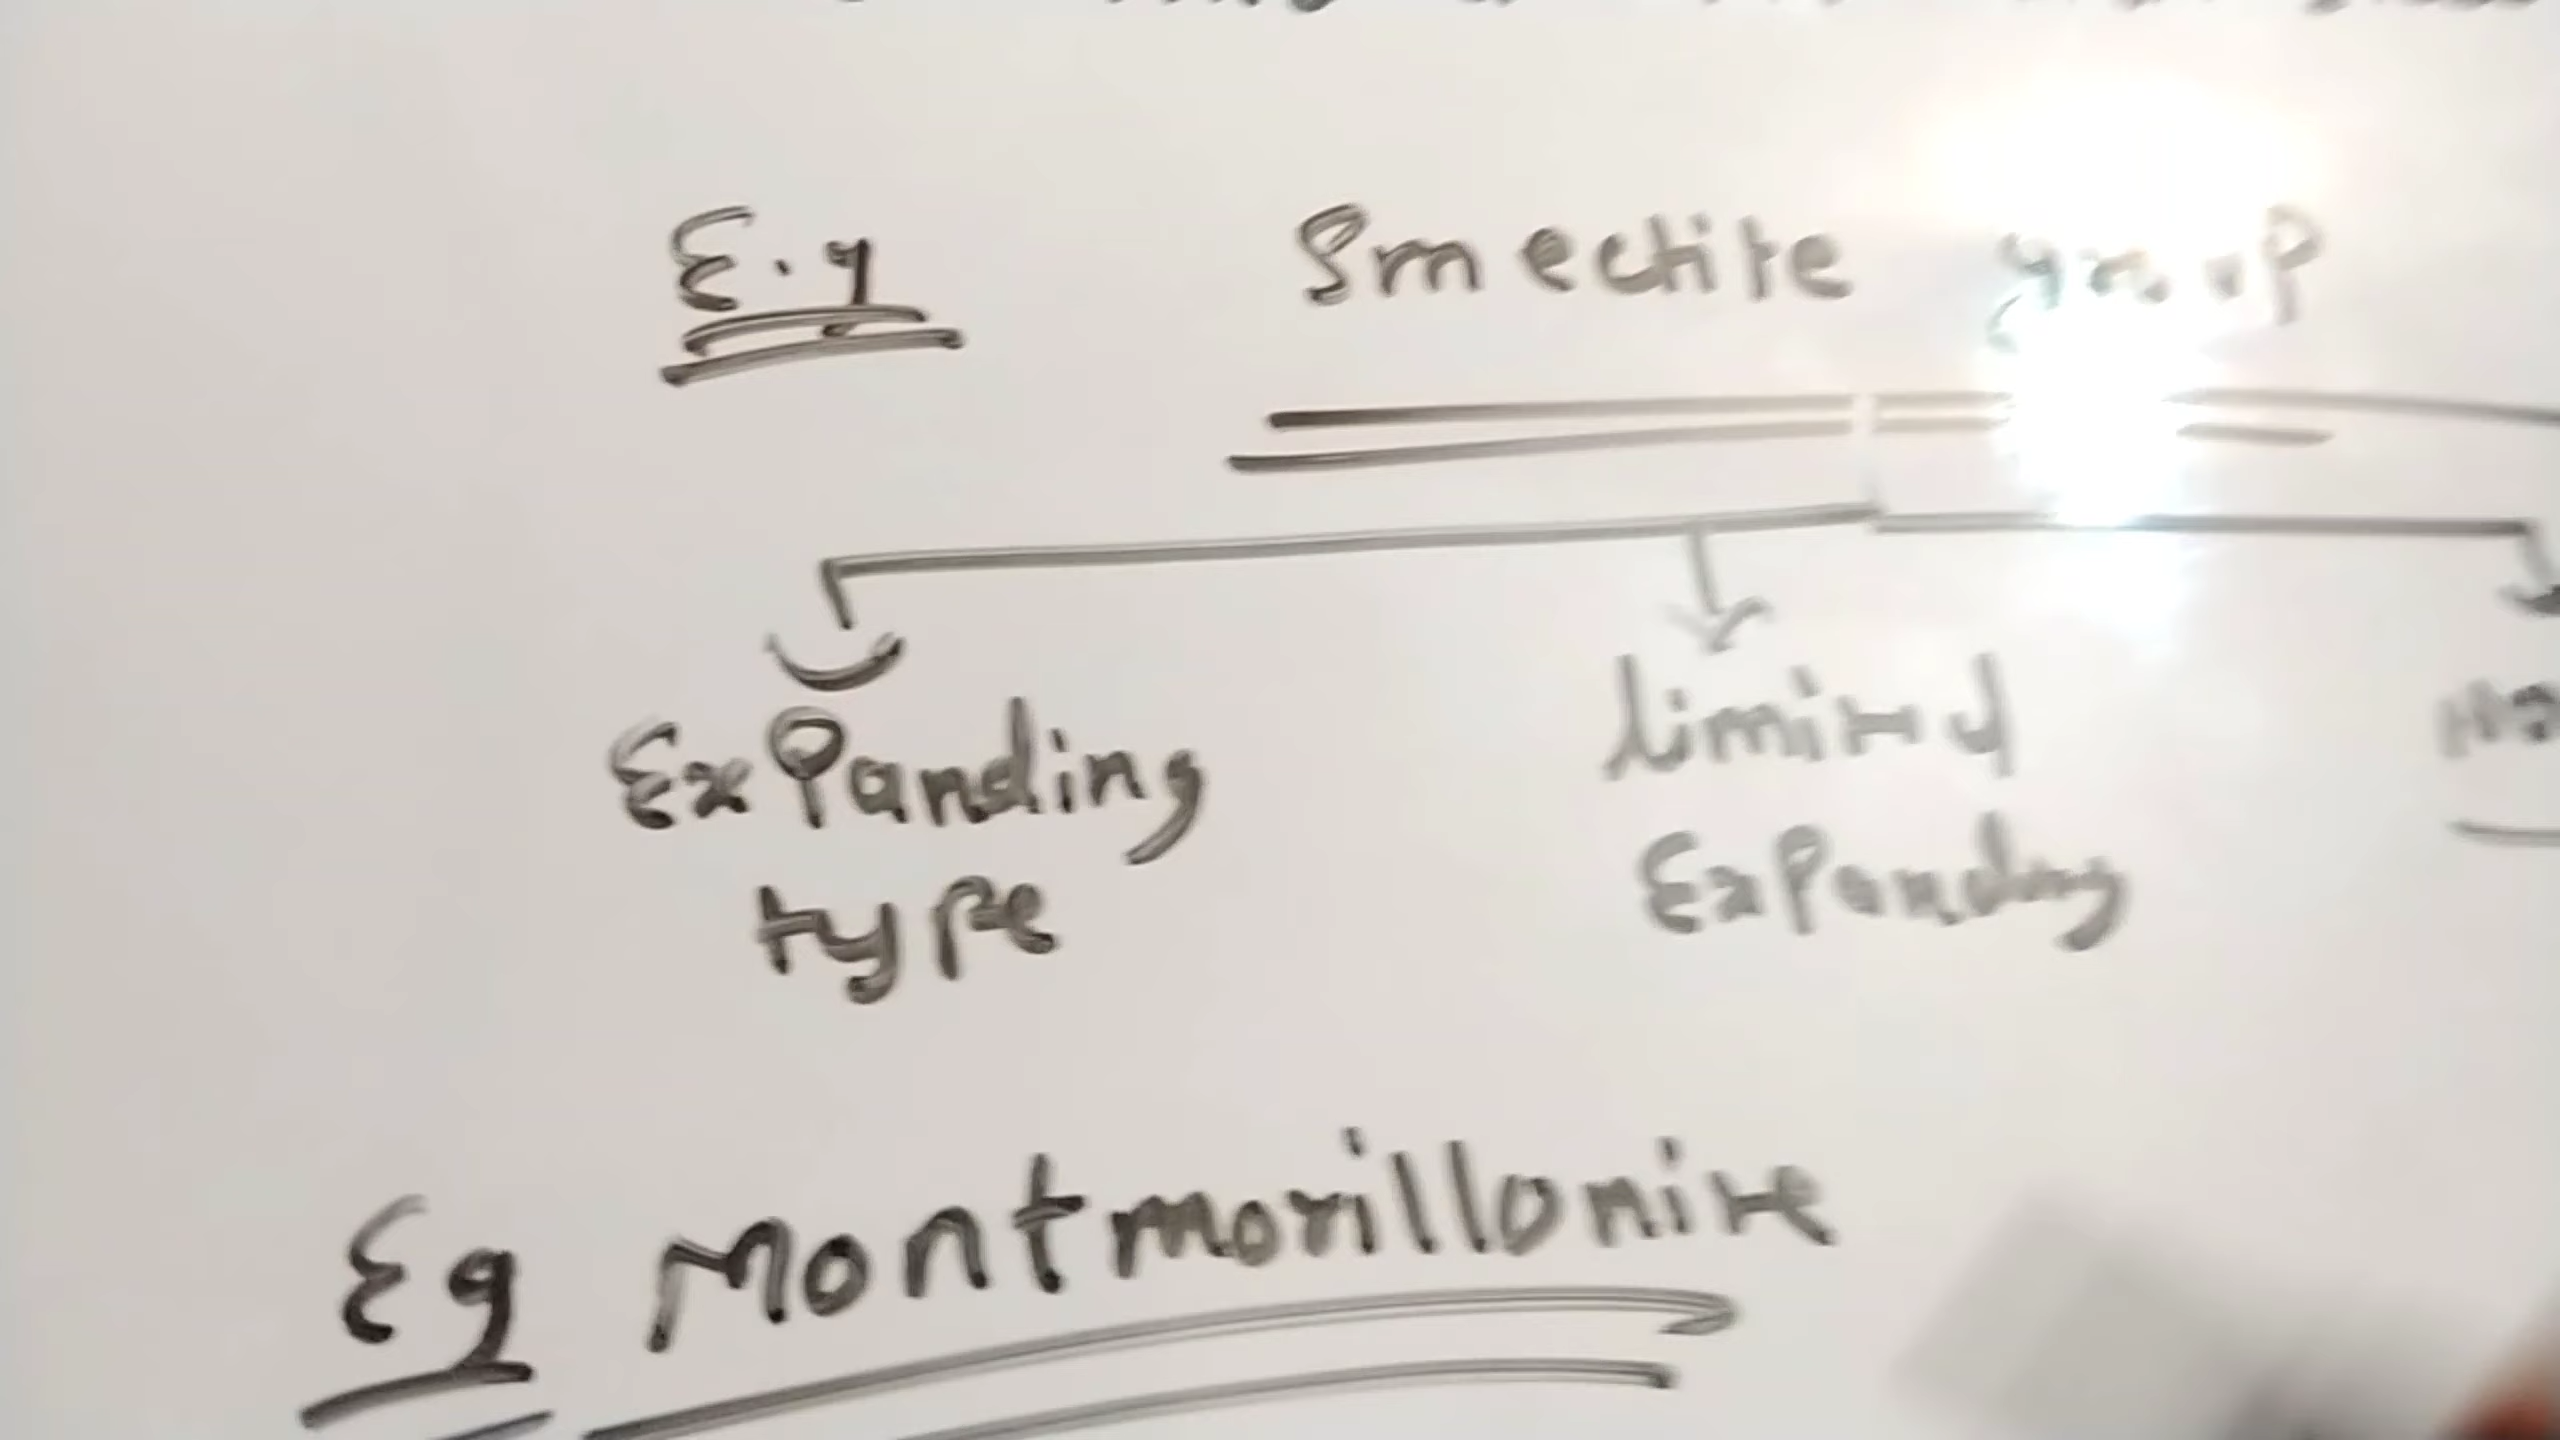 E.g Smectite group
Expanding
type
limited
Expanding
Eg Montmorillonite